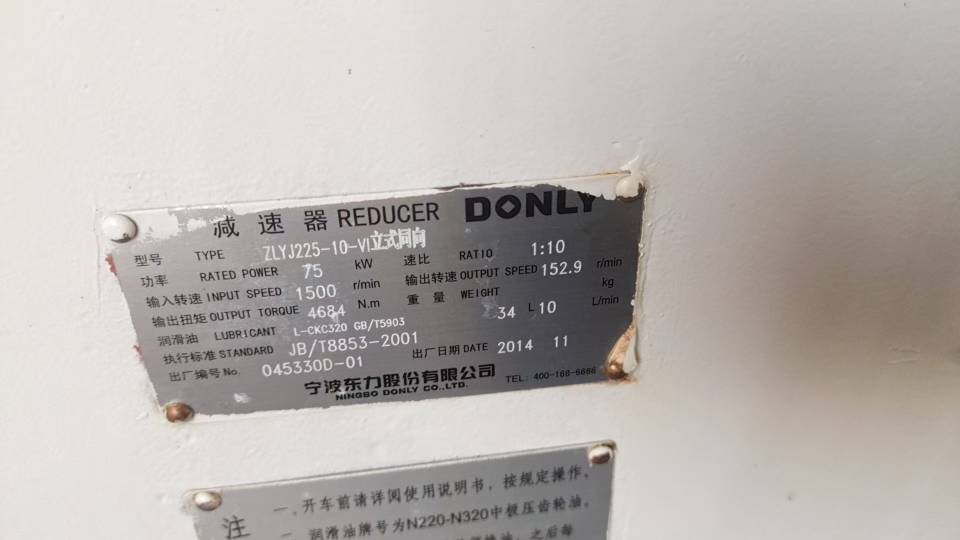 减速器 REDUCER DONLY
型号 TYPE ZLYJ225-10-VI立式同向
功率 RATED POWER 75 kW 速比 RATIO 1:10
输入转速 INPUT SPEED 1500 r/min 输出转速 OUTPUT SPEED 152.9 r/min
输出扭矩 OUTPUT TORQUE 4684 N.m 重量 WEIGHT kg
润滑油 LUBRICANT L-CKC320 GB/T5903 34 L 10 L/min
执行标准 STANDARD JB/T8853-2001
出厂编号 No. 045330D-01 出厂日期 DATE 2014 11
宁波东力股份有限公司 TEL: 400-168-6666
NINGBO DONLY CO.,LTD.
注 一、开车前请详阅使用说明书，按规定操作。
润滑油牌号为N220-N320中极压齿轮油，
之后每